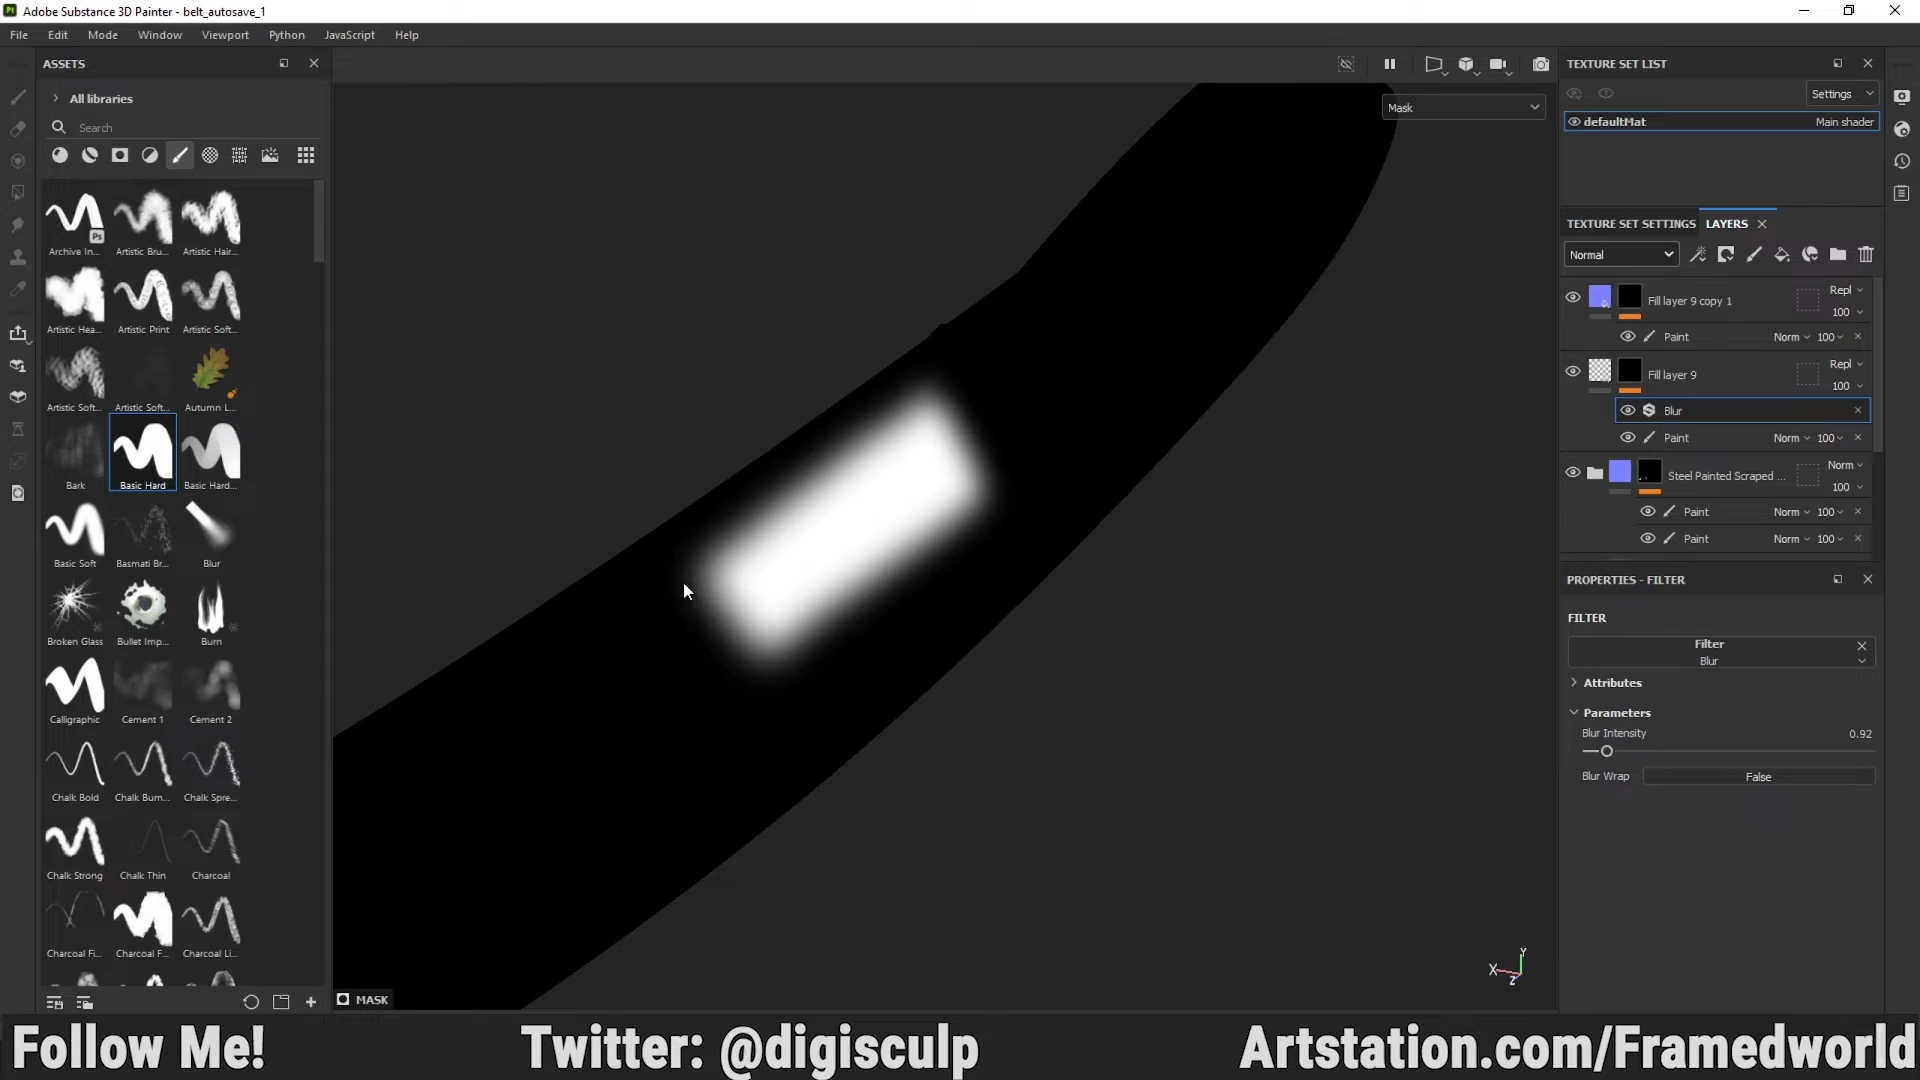 Adobe Substance 3D Painter - belt_autosave_1
File Edit Mode Window Viewport Python JavaScript Help
ASSETS
All libraries
Search
Archive In...
Ps
Artistic Bru...
Artistic Hair...
Artistic Hea...
Artistic Print
Artistic Soft...
Artistic Soft...
Artistic Soft...
Autumn L...
Bark
Basic Hard
Basic Hard...
Basic Soft
Basmati Br...
Blur
Broken Glass
Bullet Imp...
Burn
Calligraphic
Cement 1
Cement 2
Chalk Bold
Chalk Bum...
Chalk Spre...
Chalk Strong
Chalk Thin
Charcoal
Charcoal Fi...
Charcoal F...
Charcoal Li...
Mask
MASK
Y
X
Z
TEXTURE SET LIST
Settings
defaultMat Main shader
TEXTURE SET SETTINGS LAYERS
Normal
Fill layer 9 copy 1 Repl
100
Paint Norm 100
Fill layer 9 Repl
100
Blur
Paint Norm 100
Steel Painted Scraped ... Norm
100
Paint Norm 100
Paint Norm 100
PROPERTIES - FILTER
FILTER
Filter
Blur
Attributes
Parameters
Blur Intensity 0.92
Blur Wrap False
Follow Me! Twitter: @digisculp Artstation.com/Framedworld